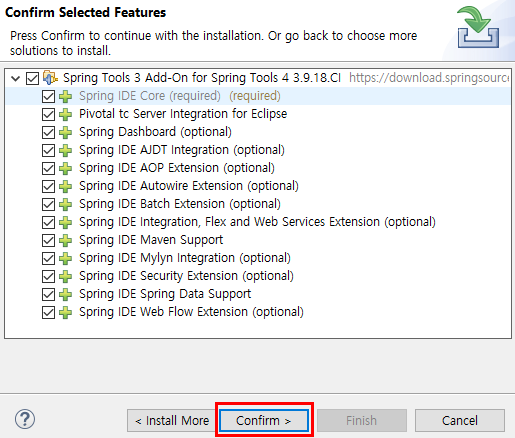 Confirm Selected Features
Press Confirm to continue with the installation. Or go back to choose more
solutions to install.
Spring Tools 3 Add-On for Spring Tools 4 3.9.18.CI https://download.springsource
Spring IDE Core (required) (required)
Pivotal tc Server Integration for Eclipse
Spring Dashboard (optional)
Spring IDE AJDT Integration (optional)
Spring IDE AOP Extension (optional)
Spring IDE Autowire Extension (optional)
Spring IDE Batch Extension (optional)
Spring IDE Integration, Flex and Web Services Extension (optional)
Spring IDE Maven Support
Spring IDE Mylyn Integration (optional)
Spring IDE Security Extension (optional)
Spring IDE Spring Data Support
Spring IDE Web Flow Extension (optional)
? < Install More Confirm > Finish Cancel